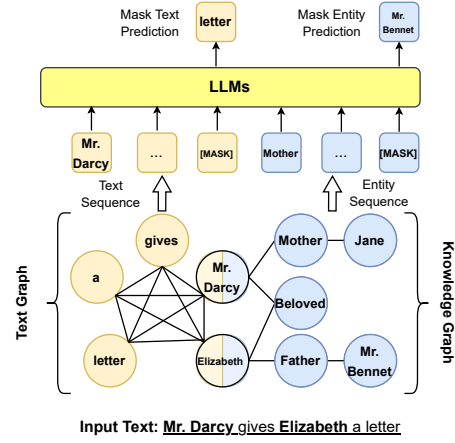 Mask Text
Prediction
letter
Mask Entity
Prediction
Mr.
Bennet
LLMs
Mr.
Darcy
...
[MASK]
Mother
...
[MASK]
Text
Sequence
Entity
Sequence
Text Graph
gives
a
letter
Mr.
Darcy
Elizabeth
Mother
Jane
Beloved
Father
Mr.
Bennet
Knowledge Graph
Input Text: Mr. Darcy gives Elizabeth a letter